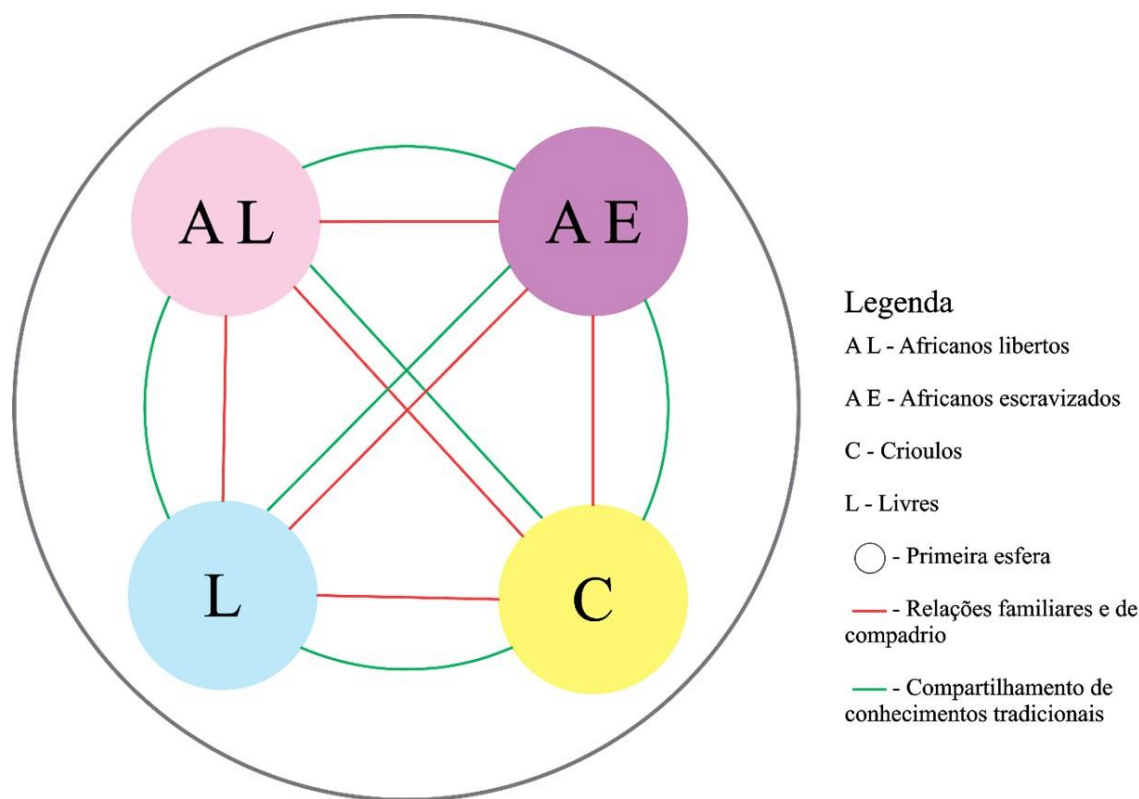 A L
A E
L
C
Legenda
A L - Africanos libertos
A E - Africanos escravizados
C - Crioulos
L - Livres
- Primeira esfera
- Relações familiares e de
compadrio
- Compartilhamento de
conhecimentos tradicionais